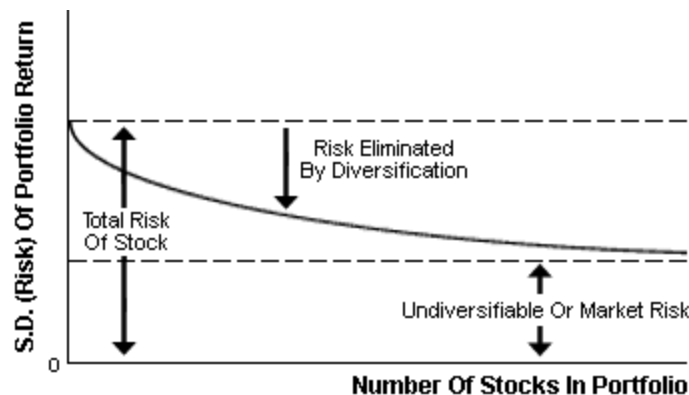 S.D. (Risk) Of Portfolio Return
Risk Eliminated
By Diversification
Total Risk
Of Stock
Undiversifiable Or Market Risk
0
Number Of Stocks In Portfolio